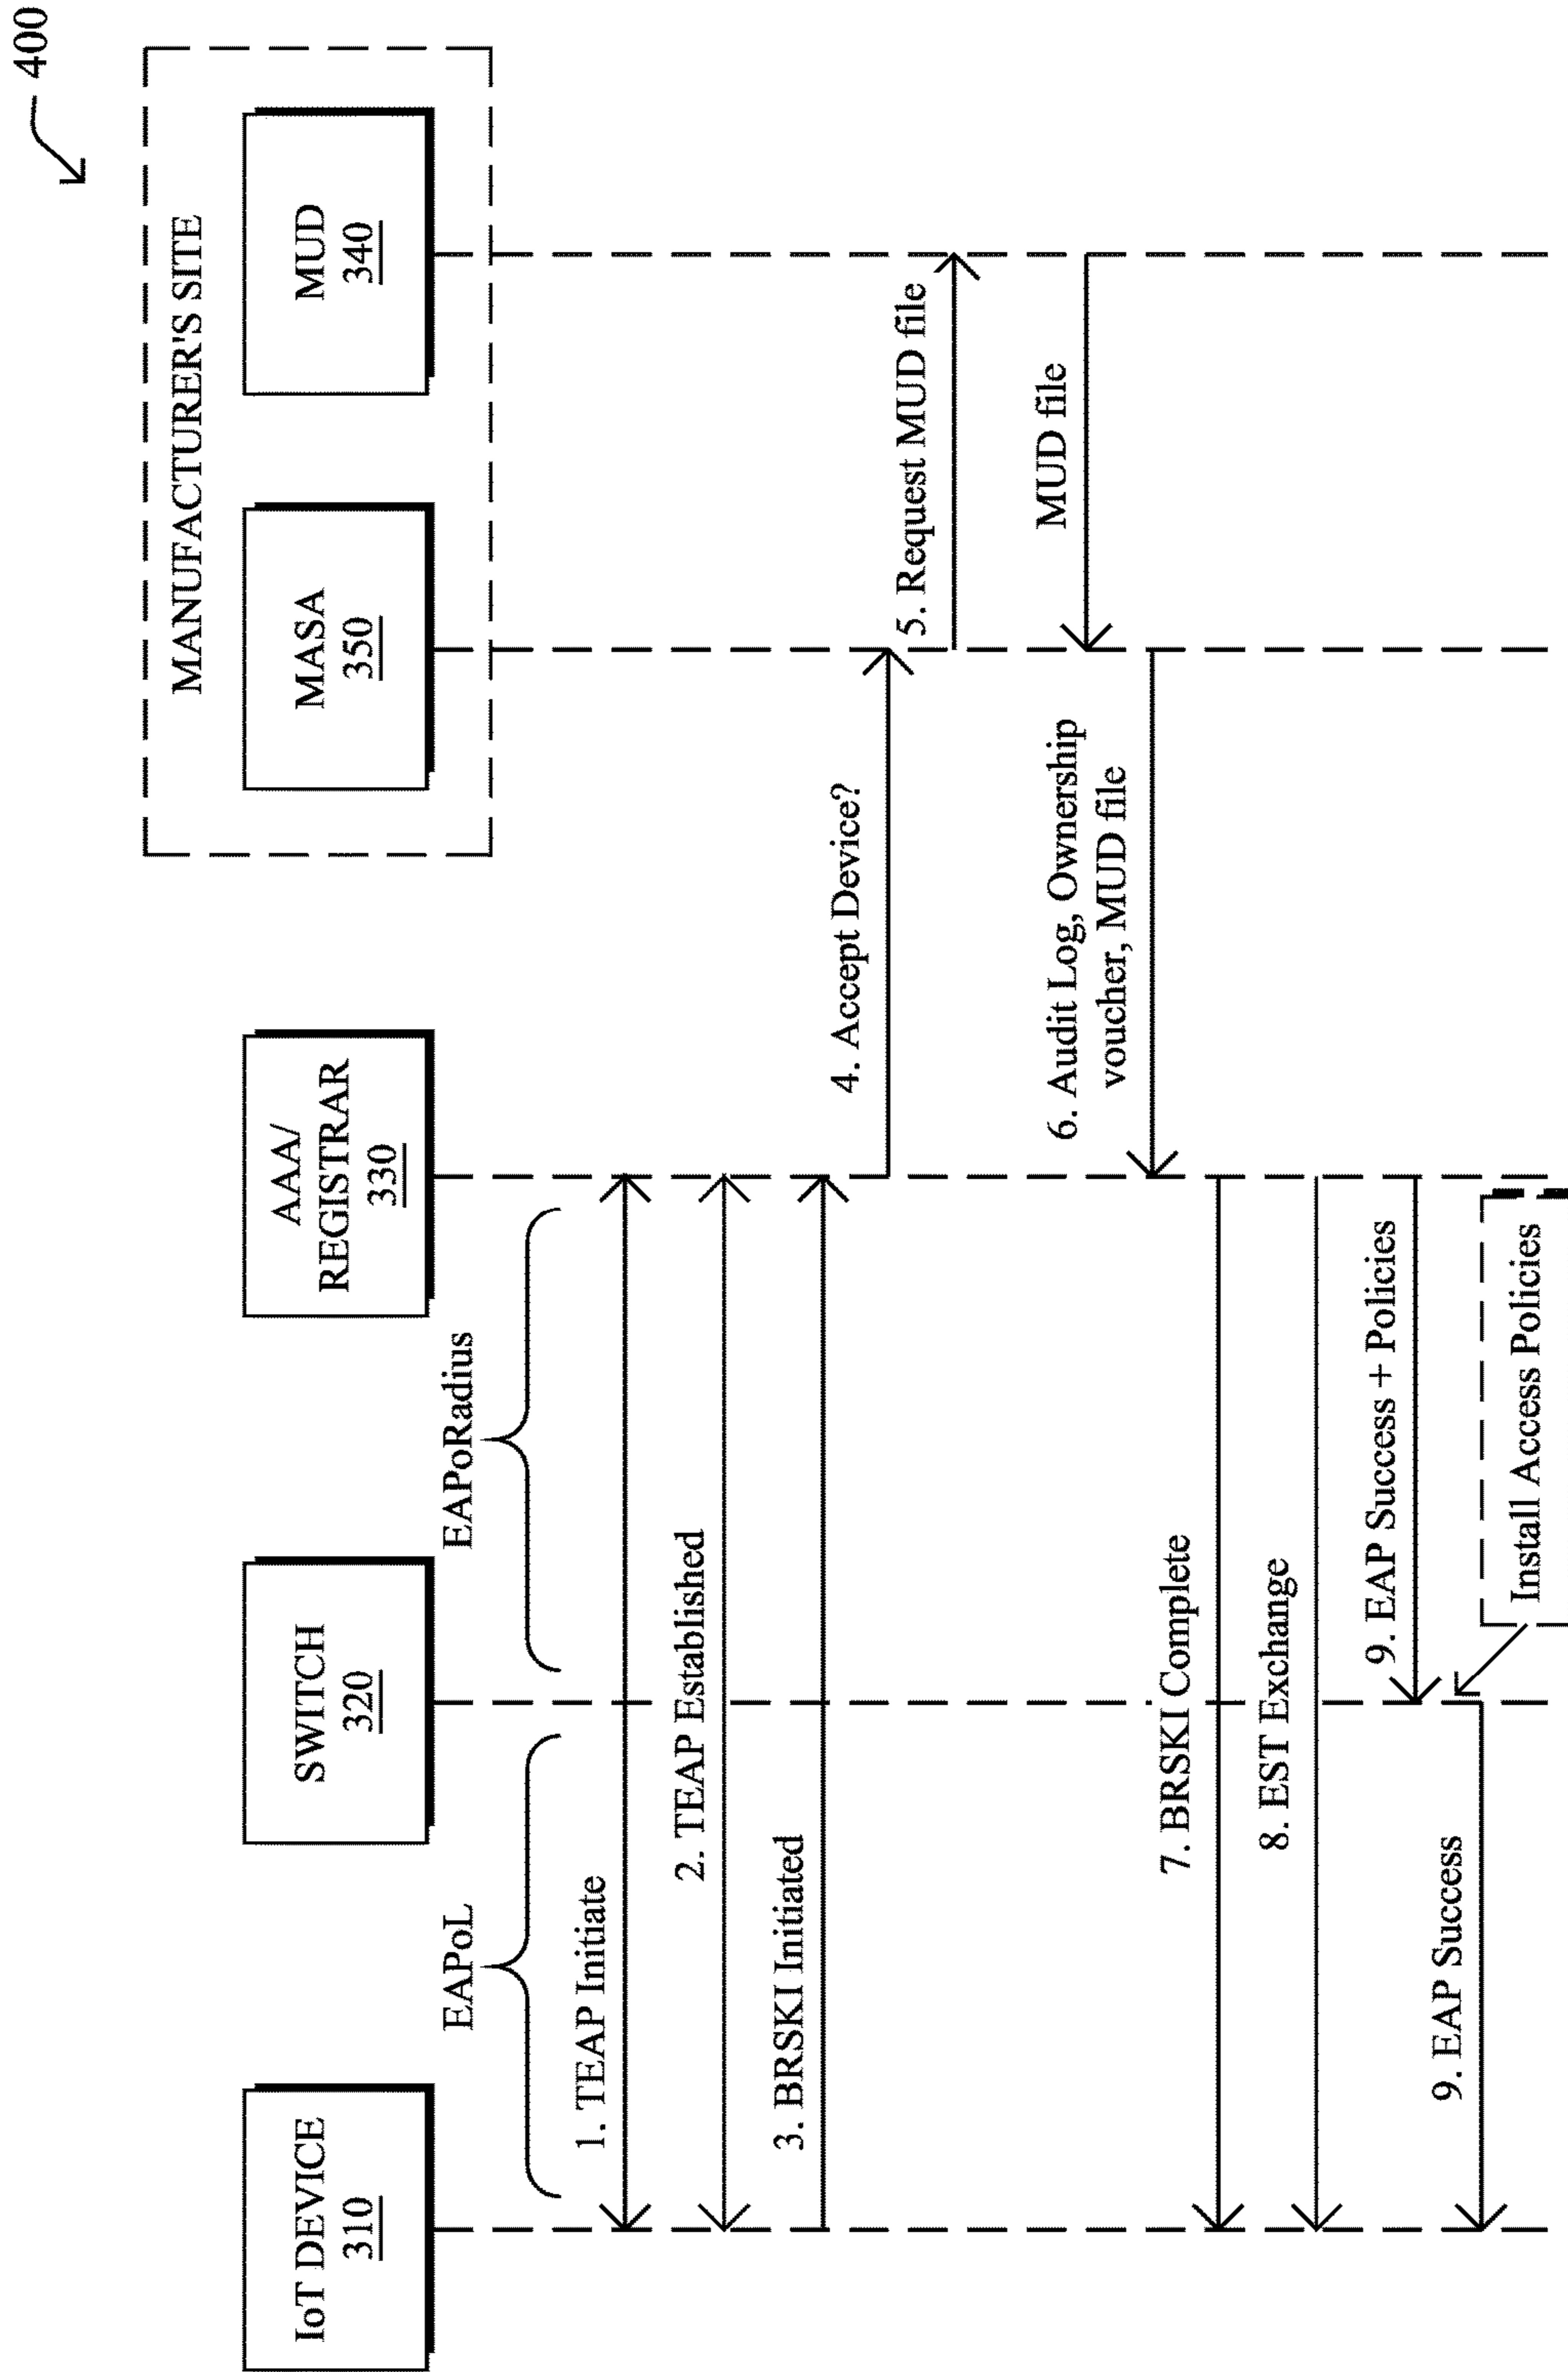 400
MANUFACTURER'S SITE
IoT DEVICE
310
SWITCH
320
AAA/
REGISTRAR
330
MASA
350
MUD
340
EAPoL
EAPoRadius
1. TEAP Initiate
2. TEAP Established
3. BRSKI Initiated
4. Accept Device?
5. Request MUD file
MUD file
6. Audit Log, Ownership
voucher, MUD file
7. BRSKI Complete
8. EST Exchange
9. EAP Success + Policies
9. EAP Success
Install Access Policies